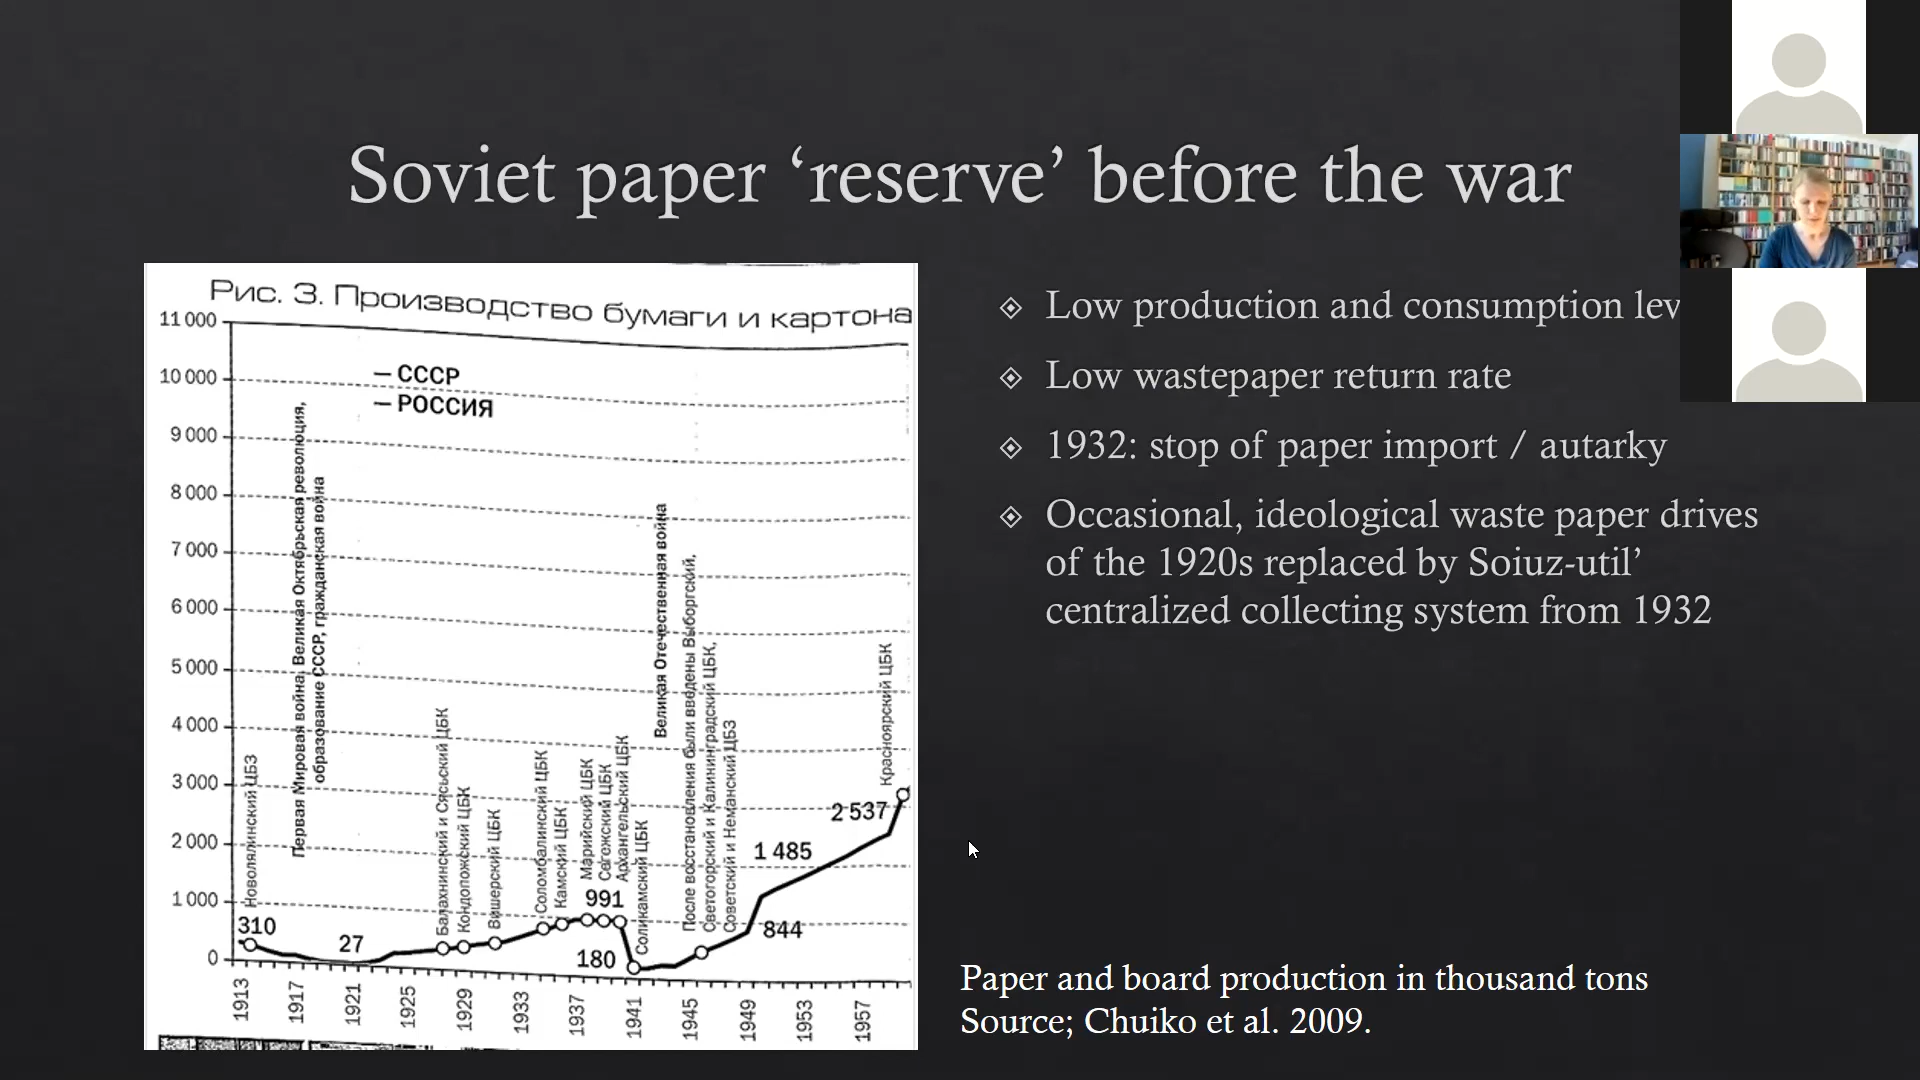 Soviet paper ‘reserve’ before the war
Рис. 3. Производство бумаги и картона
11 000
10 000
9 000
8 000
7 000
6 000
5 000
4 000
3 000
2 000
1 000
0
— СССР
— РОССИЯ
Новолялинский ЦБЗ
Первая Мировая война, Великая Октябрьская революция,
образование СССР, гражданская война
Балахнинский и Сясьский ЦБК
Кондопожский ЦБК
Вишерский ЦБК
Соломбалинский ЦБК
Камский ЦБК
Марийский ЦБК
Сегежский ЦБК
Архангельский ЦБК
Соликамский ЦБК
Великая Отечественная война
После восстановления были введены Выборгский,
Светогорский и Калининградский ЦБК,
Советский и Неманский ЦБЗ
Красноярский ЦБК
310
27
991
180
844
1 485
2 537
1913
1917
1921
1925
1929
1933
1937
1941
1945
1949
1953
1957
Low production and consumption lev
Low wastepaper return rate
1932: stop of paper import / autarky
Occasional, ideological waste paper drives
of the 1920s replaced by Soiuz-util’
centralized collecting system from 1932
Paper and board production in thousand tons
Source; Chuiko et al. 2009.